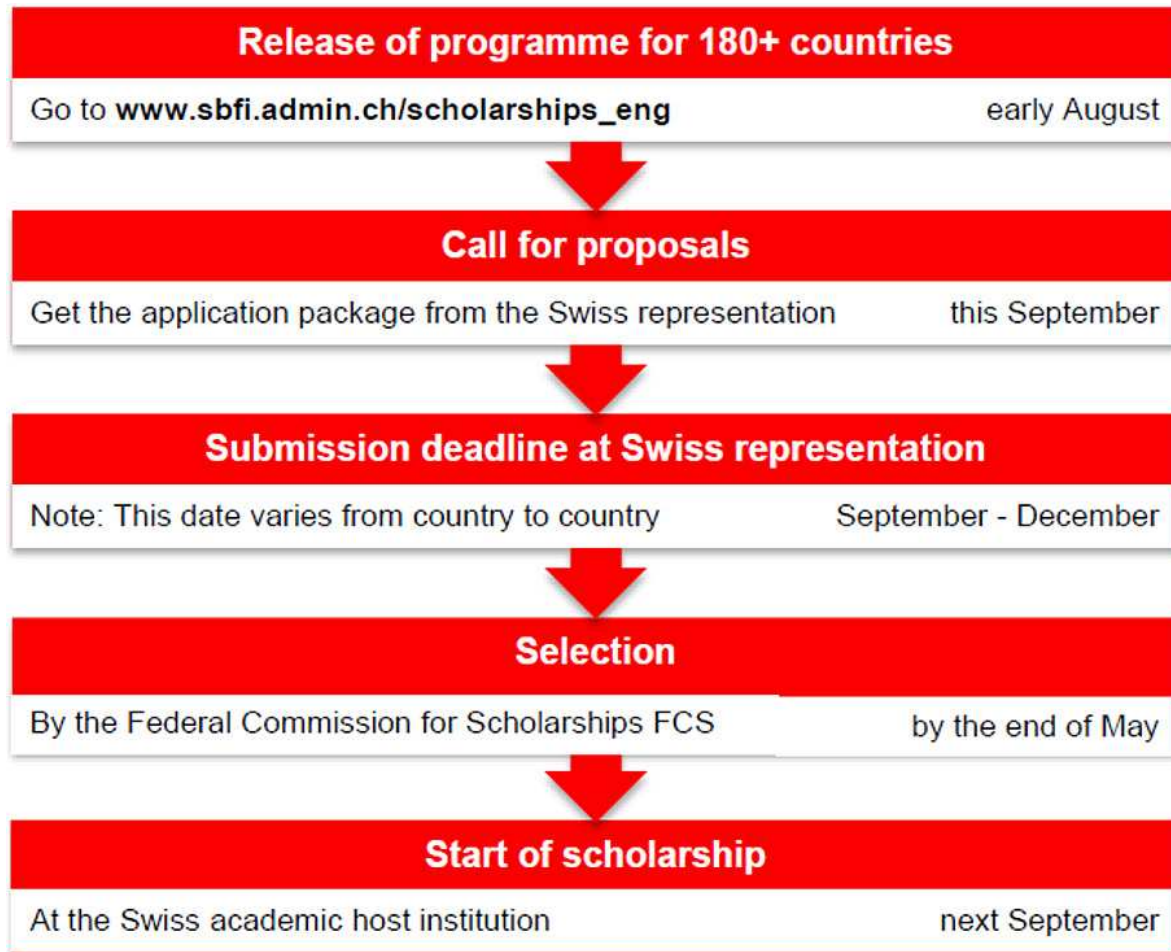 Release of programme for 180+ countries
Go to www.sbfi.admin.ch/scholarships_eng early August
Call for proposals
Get the application package from the Swiss representation this September
Submission deadline at Swiss representation
Note: This date varies from country to country September - December
Selection
By the Federal Commission for Scholarships FCS by the end of May
Start of scholarship
At the Swiss academic host institution next September